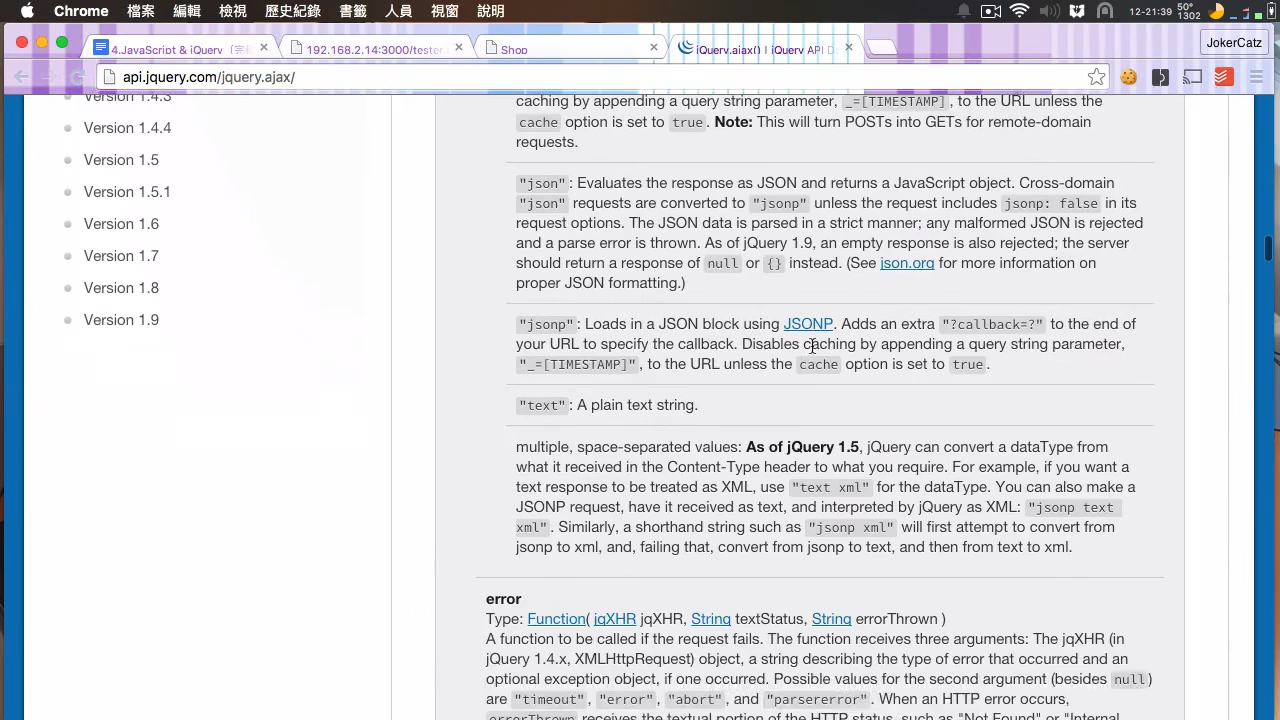 Chrome 檔案 編輯 檢視 歷史紀錄 書籤 人員 視窗 說明 50° 1302 12:21:39
4.JavaScript & jQuery
192.168.2.14:3000/tester.
Shop
jQuery.ajax() | jQuery API Do
JokerCatz
api.jquery.com/jquery.ajax/
Version 1.4.3
Version 1.4.4
Version 1.5
Version 1.5.1
Version 1.6
Version 1.7
Version 1.8
Version 1.9
caching by appending a query string parameter, _=[TIMESTAMP], to the URL unless the
cache option is set to true. Note: This will turn POSTs into GETs for remote-domain
requests.
"json": Evaluates the response as JSON and returns a JavaScript object. Cross-domain
"json" requests are converted to "jsonp" unless the request includes jsonp: false in its
request options. The JSON data is parsed in a strict manner; any malformed JSON is rejected
and a parse error is thrown. As of jQuery 1.9, an empty response is also rejected; the server
should return a response of null or {} instead. (See json.org for more information on
proper JSON formatting.)
"jsonp": Loads in a JSON block using JSONP. Adds an extra "?callback=?" to the end of
your URL to specify the callback. Disables caching by appending a query string parameter,
"_=[TIMESTAMP]", to the URL unless the cache option is set to true.
"text": A plain text string.
multiple, space-separated values: As of jQuery 1.5, jQuery can convert a dataType from
what it received in the Content-Type header to what you require. For example, if you want a
text response to be treated as XML, use "text xml" for the dataType. You can also make a
JSONP request, have it received as text, and interpreted by jQuery as XML: "jsonp text
xml". Similarly, a shorthand string such as "jsonp xml" will first attempt to convert from
jsonp to xml, and, failing that, convert from jsonp to text, and then from text to xml.
error
Type: Function( jqXHR jqXHR, String textStatus, String errorThrown )
A function to be called if the request fails. The function receives three arguments: The jqXHR (in
jQuery 1.4.x, XMLHttpRequest) object, a string describing the type of error that occurred and an
optional exception object, if one occurred. Possible values for the second argument (besides null)
are "timeout", "error", "abort", and "parsererror". When an HTTP error occurs,
errorThrown receives the textual portion of the HTTP status, such as "Not Found" or "Internal